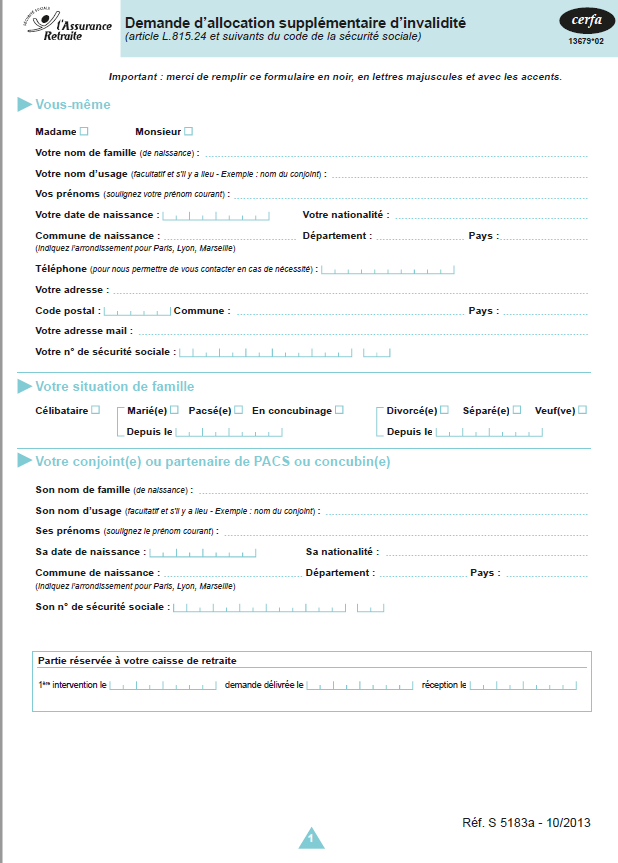 SÉCURITÉ SOCIALE
l'Assurance
Retraite
Demande d'allocation supplémentaire d'invalidité
(article L.815.24 et suivants du code de la sécurité sociale)
cerfa
13679*02
Important : merci de remplir ce formulaire en noir, en lettres majuscules et avec les accents.
Vous-même
Madame Monsieur
Votre nom de famille (de naissance) :
Votre nom d'usage (facultatif et s'il y a lieu - Exemple : nom du conjoint) :
Vos prénoms (soulignez votre prénom courant) :
Votre date de naissance : Votre nationalité :
Commune de naissance : Département : Pays :
(Indiquez l'arrondissement pour Paris, Lyon, Marseille)
Téléphone (pour nous permettre de vous contacter en cas de nécessité) :
Votre adresse :
Code postal : Commune : Pays :
Votre adresse mail :
Votre n° de sécurité sociale :
Votre situation de famille
Célibataire Marié(e) Pacsé(e) En concubinage Divorcé(e) Séparé(e) Veuf(ve)
Depuis le Depuis le
Votre conjoint(e) ou partenaire de PACS ou concubin(e)
Son nom de famille (de naissance) :
Son nom d'usage (facultatif et s'il y a lieu - Exemple : nom du conjoint) :
Ses prénoms (soulignez le prénom courant) :
Sa date de naissance : Sa nationalité :
Commune de naissance : Département : Pays :
(Indiquez l'arrondissement pour Paris, Lyon, Marseille)
Son n° de sécurité sociale :
Partie réservée à votre caisse de retraite
1ère intervention le demande délivrée le réception le
Réf. S 5183a - 10/2013
1